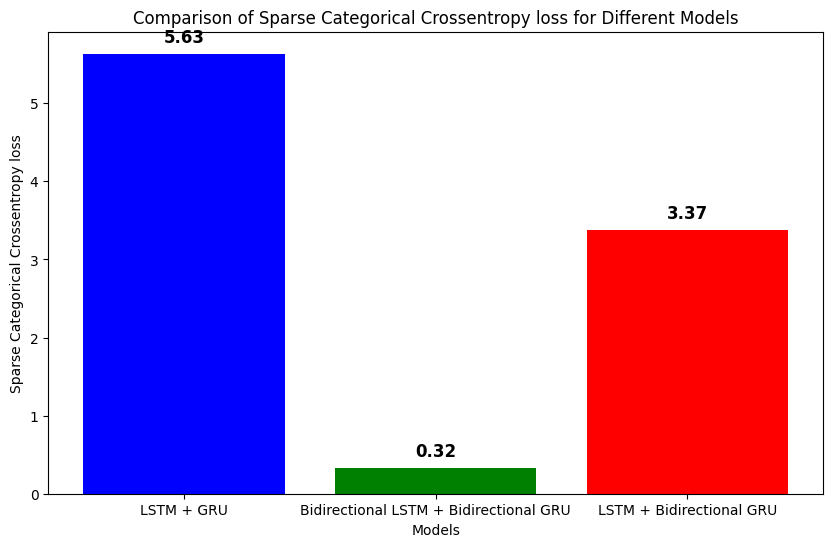 Comparison of Sparse Categorical Crossentropy loss for Different Models
Sparse Categorical Crossentropy loss
5
4
3
2
1
0
5.63
0.32
3.37
LSTM + GRU
Bidirectional LSTM + Bidirectional GRU
LSTM + Bidirectional GRU
Models